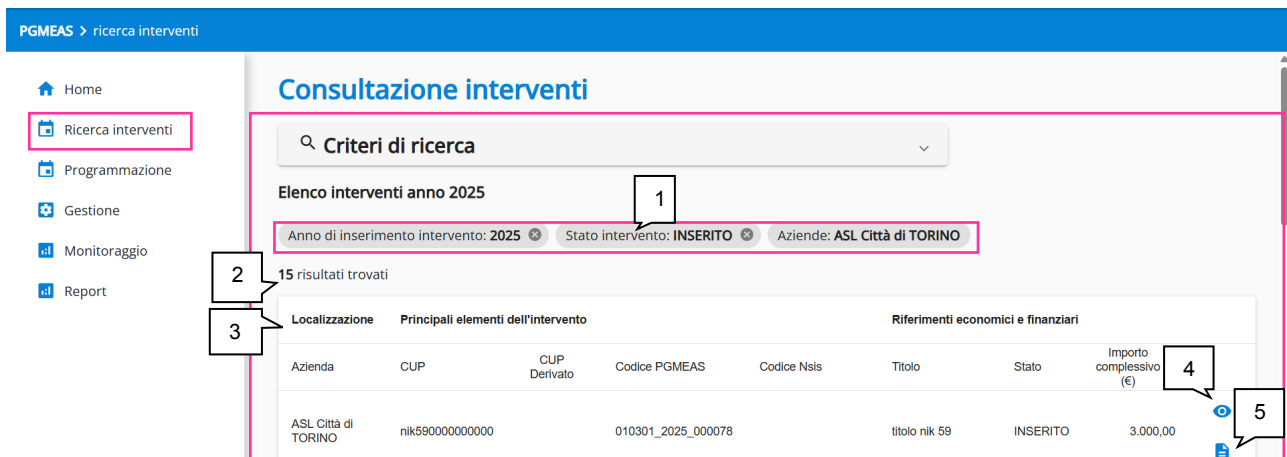 PGMEAS > ricerca interventi
Home
Ricerca interventi
Programmazione
Gestione
Monitoraggio
Report
Consultazione interventi
Criteri di ricerca
Elenco interventi anno 2025
1
Anno di inserimento intervento: 2025 Stato intervento: INSERITO Aziende: ASL Città di TORINO
2
15 risultati trovati
3
Localizzazione Principali elementi dell'intervento Riferimenti economici e finanziari
Azienda CUP CUP Derivato Codice PGMEAS Codice Nsis Titolo Stato Importo complessivo (€)
4
5
ASL Città di TORINO nik590000000000 010301_2025_000078 titolo nik 59 INSERITO 3.000,00